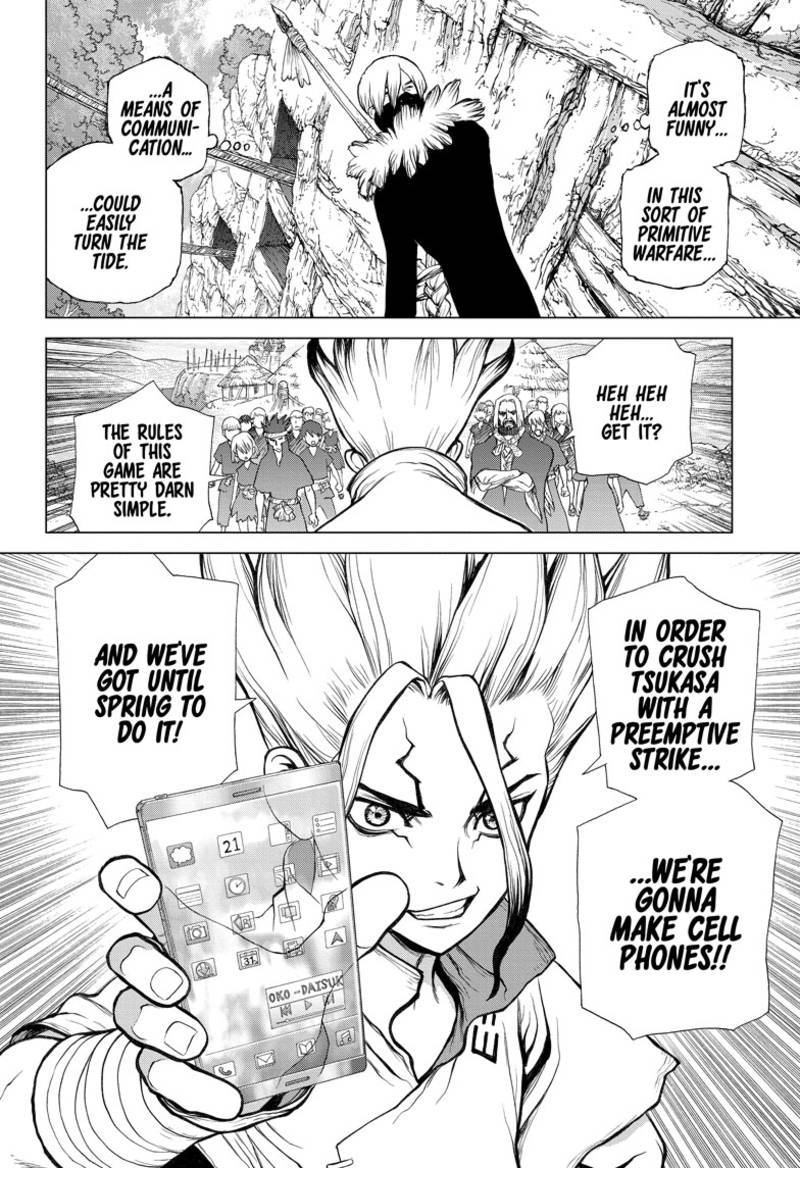 IT'S
ALMOST
FUNNY...
IN THIS
SORT OF
PRIMITIVE
WARFARE...
...A
MEANS OF
COMMUNI-
CATION...
...COULD
EASILY
TURN THE
TIDE.
HEH HEH
HEH...
GET IT?
THE RULES
OF THIS
GAME ARE
PRETTY DARN
SIMPLE.
IN ORDER
TO CRUSH
TSUKASA
WITH A
PREEMPTIVE
STRIKE...
...WE'RE
GONNA
MAKE CELL
PHONES!!
AND WE'VE
GOT UNTIL
SPRING TO
DO IT!
21
31
OKO
DAISUK
E